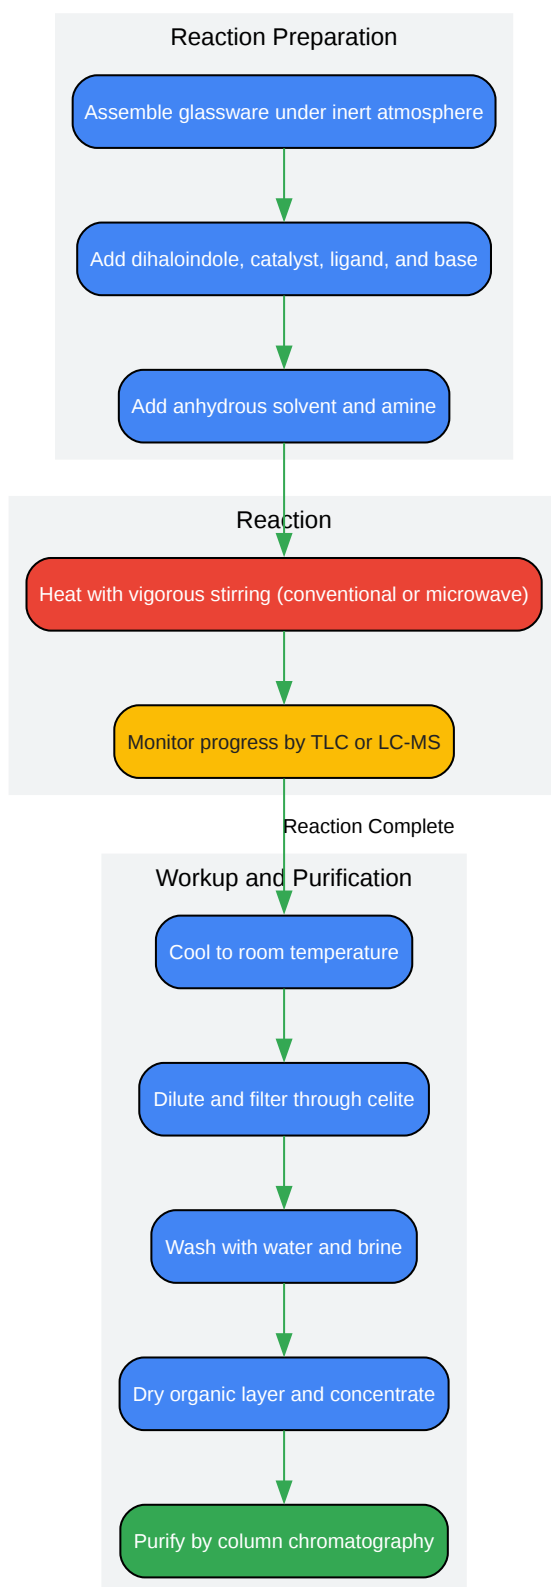 Reaction Preparation
Assemble glassware under inert atmosphere
Add dihaloindole, catalyst, ligand, and base
Add anhydrous solvent and amine
Reaction
Heat with vigorous stirring (conventional or microwave)
Monitor progress by TLC or LC-MS
Reaction Complete
Workup and Purification
Cool to room temperature
Dilute and filter through celite
Wash with water and brine
Dry organic layer and concentrate
Purify by column chromatography